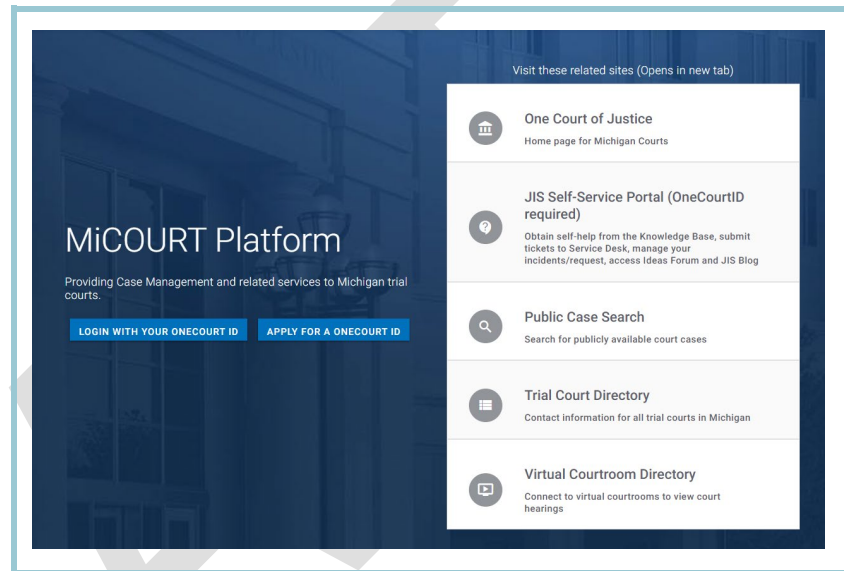 Visit these related sites (Opens in new tab)
MiCOURT Platform
Providing Case Management and related services to Michigan trial
courts.
LOGIN WITH YOUR ONECOURT ID
APPLY FOR A ONECOURT ID
One Court of Justice
Home page for Michigan Courts
JIS Self-Service Portal (OneCourtID
required)
Obtain self-help from the Knowledge Base, submit
tickets to Service Desk, manage your
incidents/request, access Ideas Forum and JIS Blog
Public Case Search
Search for publicly available court cases
Trial Court Directory
Contact information for all trial courts in Michigan
Virtual Courtroom Directory
Connect to virtual courtrooms to view court
hearings